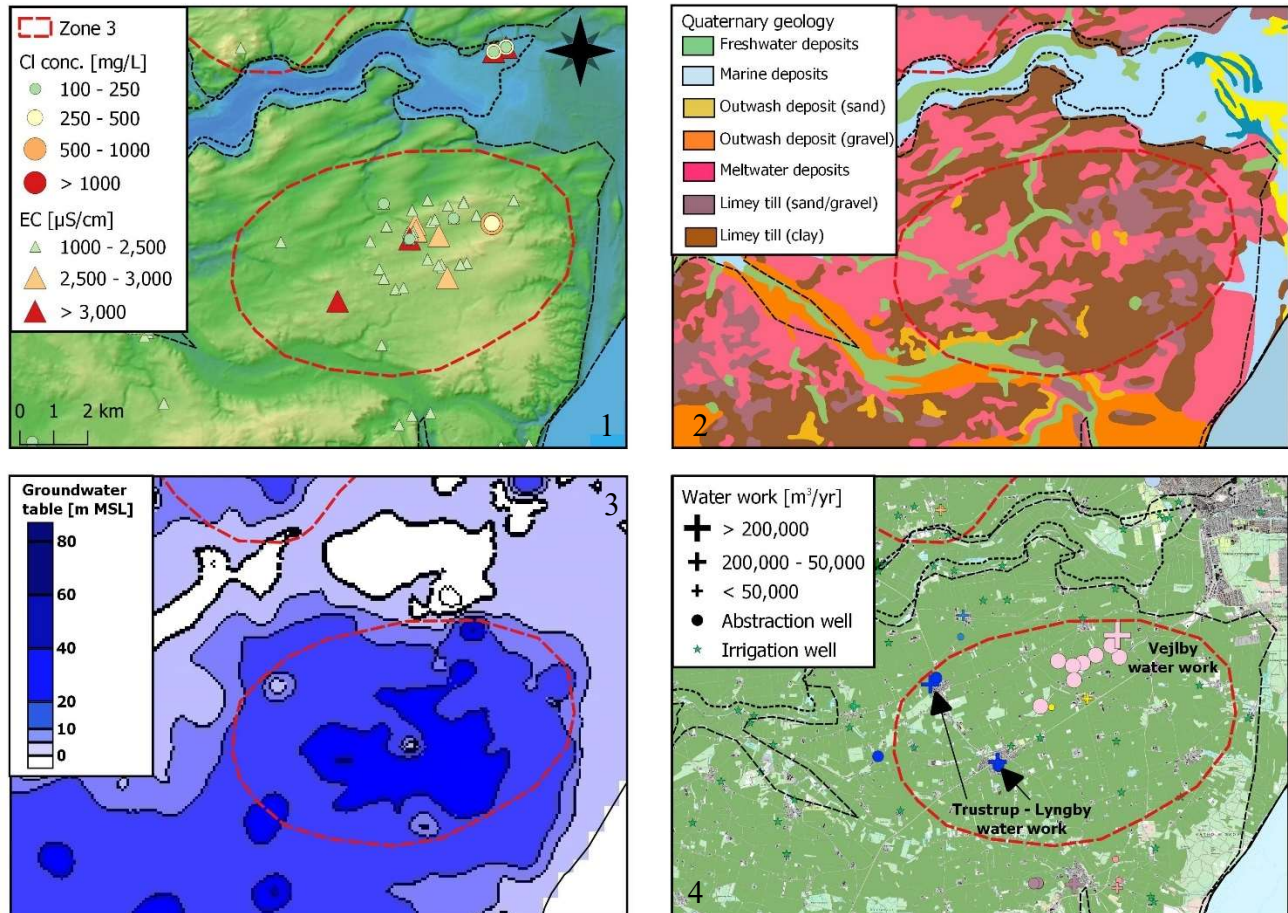 Zone 3
Cl conc. [mg/L]
100 - 250
250 - 500
500 - 1000
> 1000
EC [µS/cm]
1000 - 2,500
2,500 - 3,000
> 3,000
0 1 2 km
1
Quaternary geology
Freshwater deposits
Marine deposits
Outwash deposit (sand)
Outwash deposit (gravel)
Meltwater deposits
Limey till (sand/gravel)
Limey till (clay)
2
Groundwater
table [m MSL]
80
60
40
20
10
0
3
Water work [m³/yr]
> 200,000
200,000 - 50,000
< 50,000
Abstraction well
Irrigation well
Vejlby
water work
Trustrup - Lyngby
water work
4